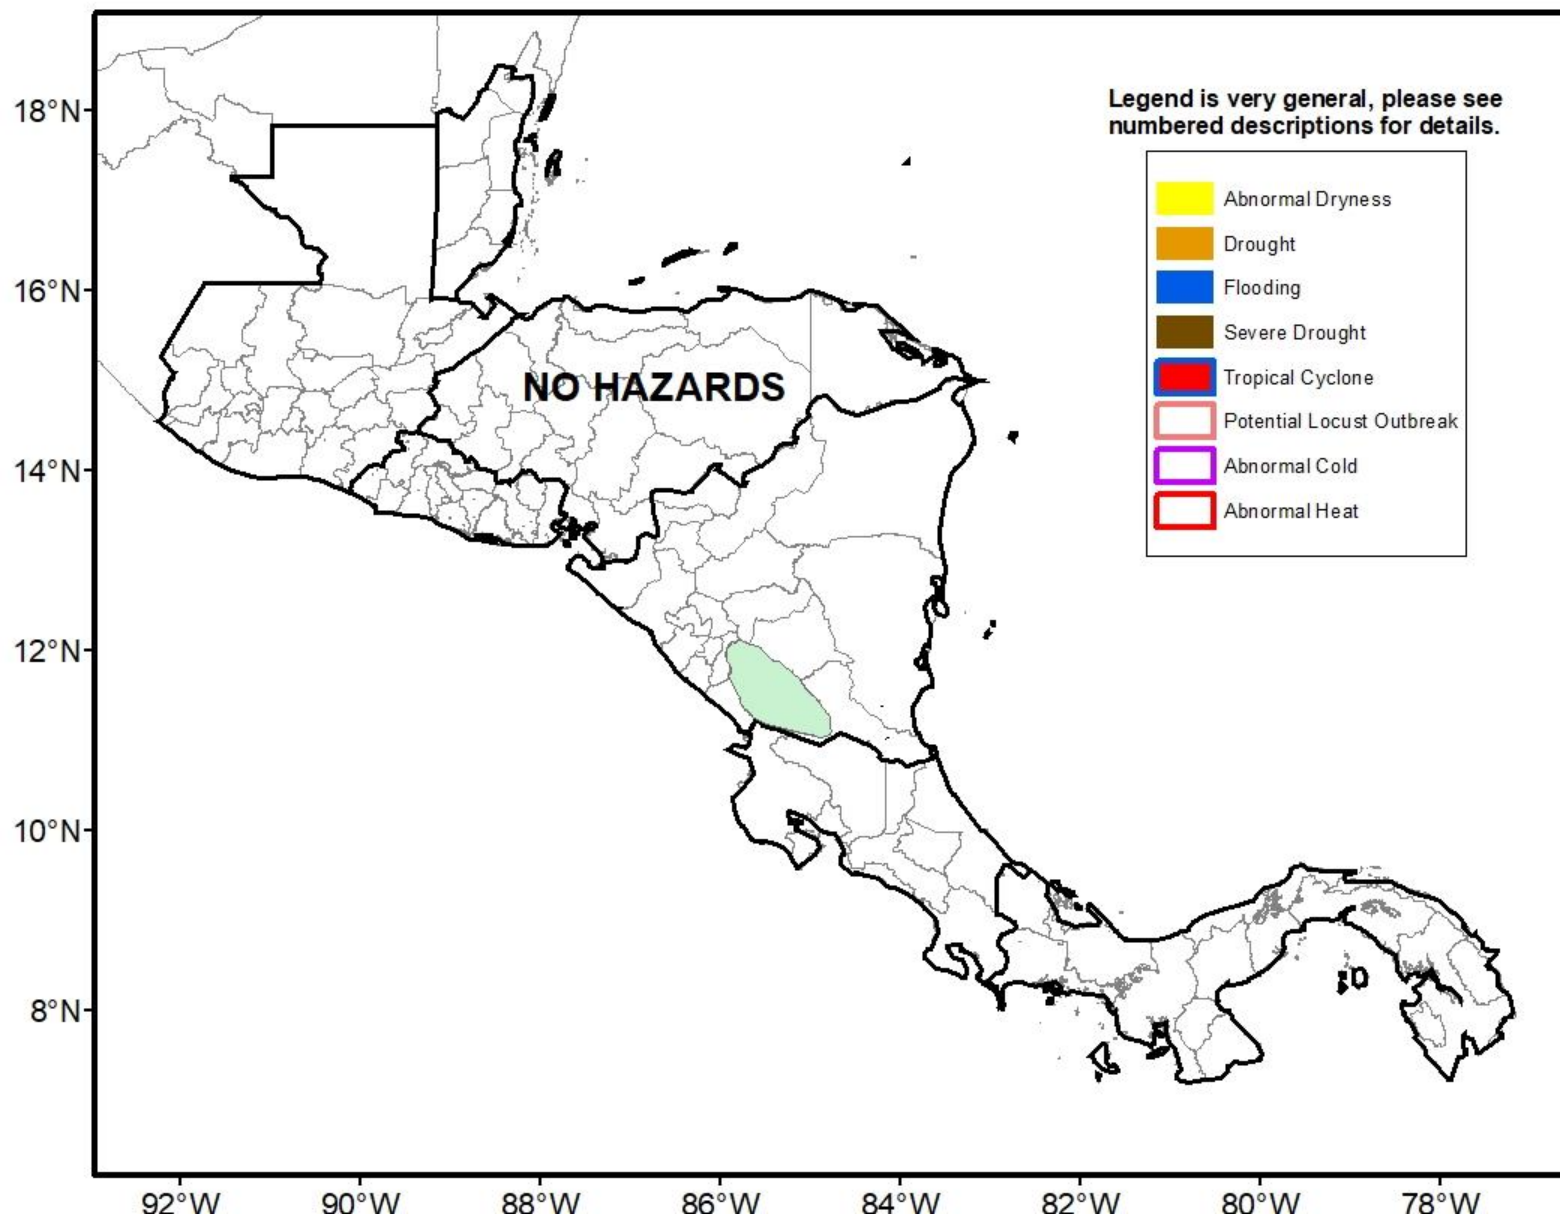 Legend is very general, please see
numbered descriptions for details.
Abnormal Dryness
Drought
Flooding
Severe Drought
Tropical Cyclone
Potential Locust Outbreak
Abnormal Cold
Abnormal Heat
NO HAZARDS
18°N
16°N
14°N
12°N
10°N
8°N
92°W 90°W 88°W 86°W 84°W 82°W 80°W 78°W